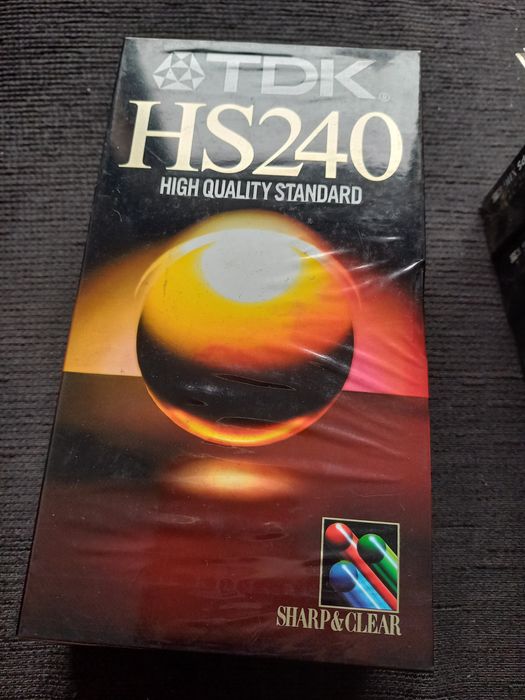 TDK®
HS240
HIGH QUALITY STANDARD
SHARP&CLEAR